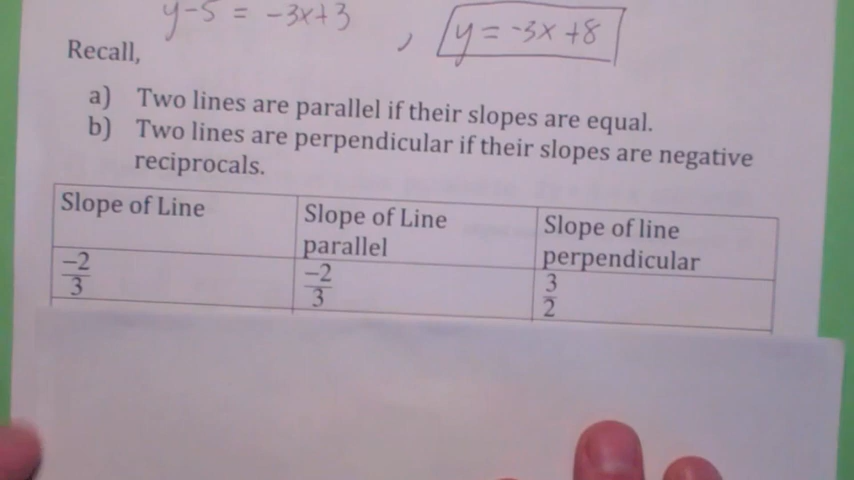 y-5 = -3x+3 , y = -3x +8
Recall,
a) Two lines are parallel if their slopes are equal.
b) Two lines are perpendicular if their slopes are negative
reciprocals.
Slope of Line Slope of Line parallel Slope of line perpendicular
-2/3 -2/3 3/2